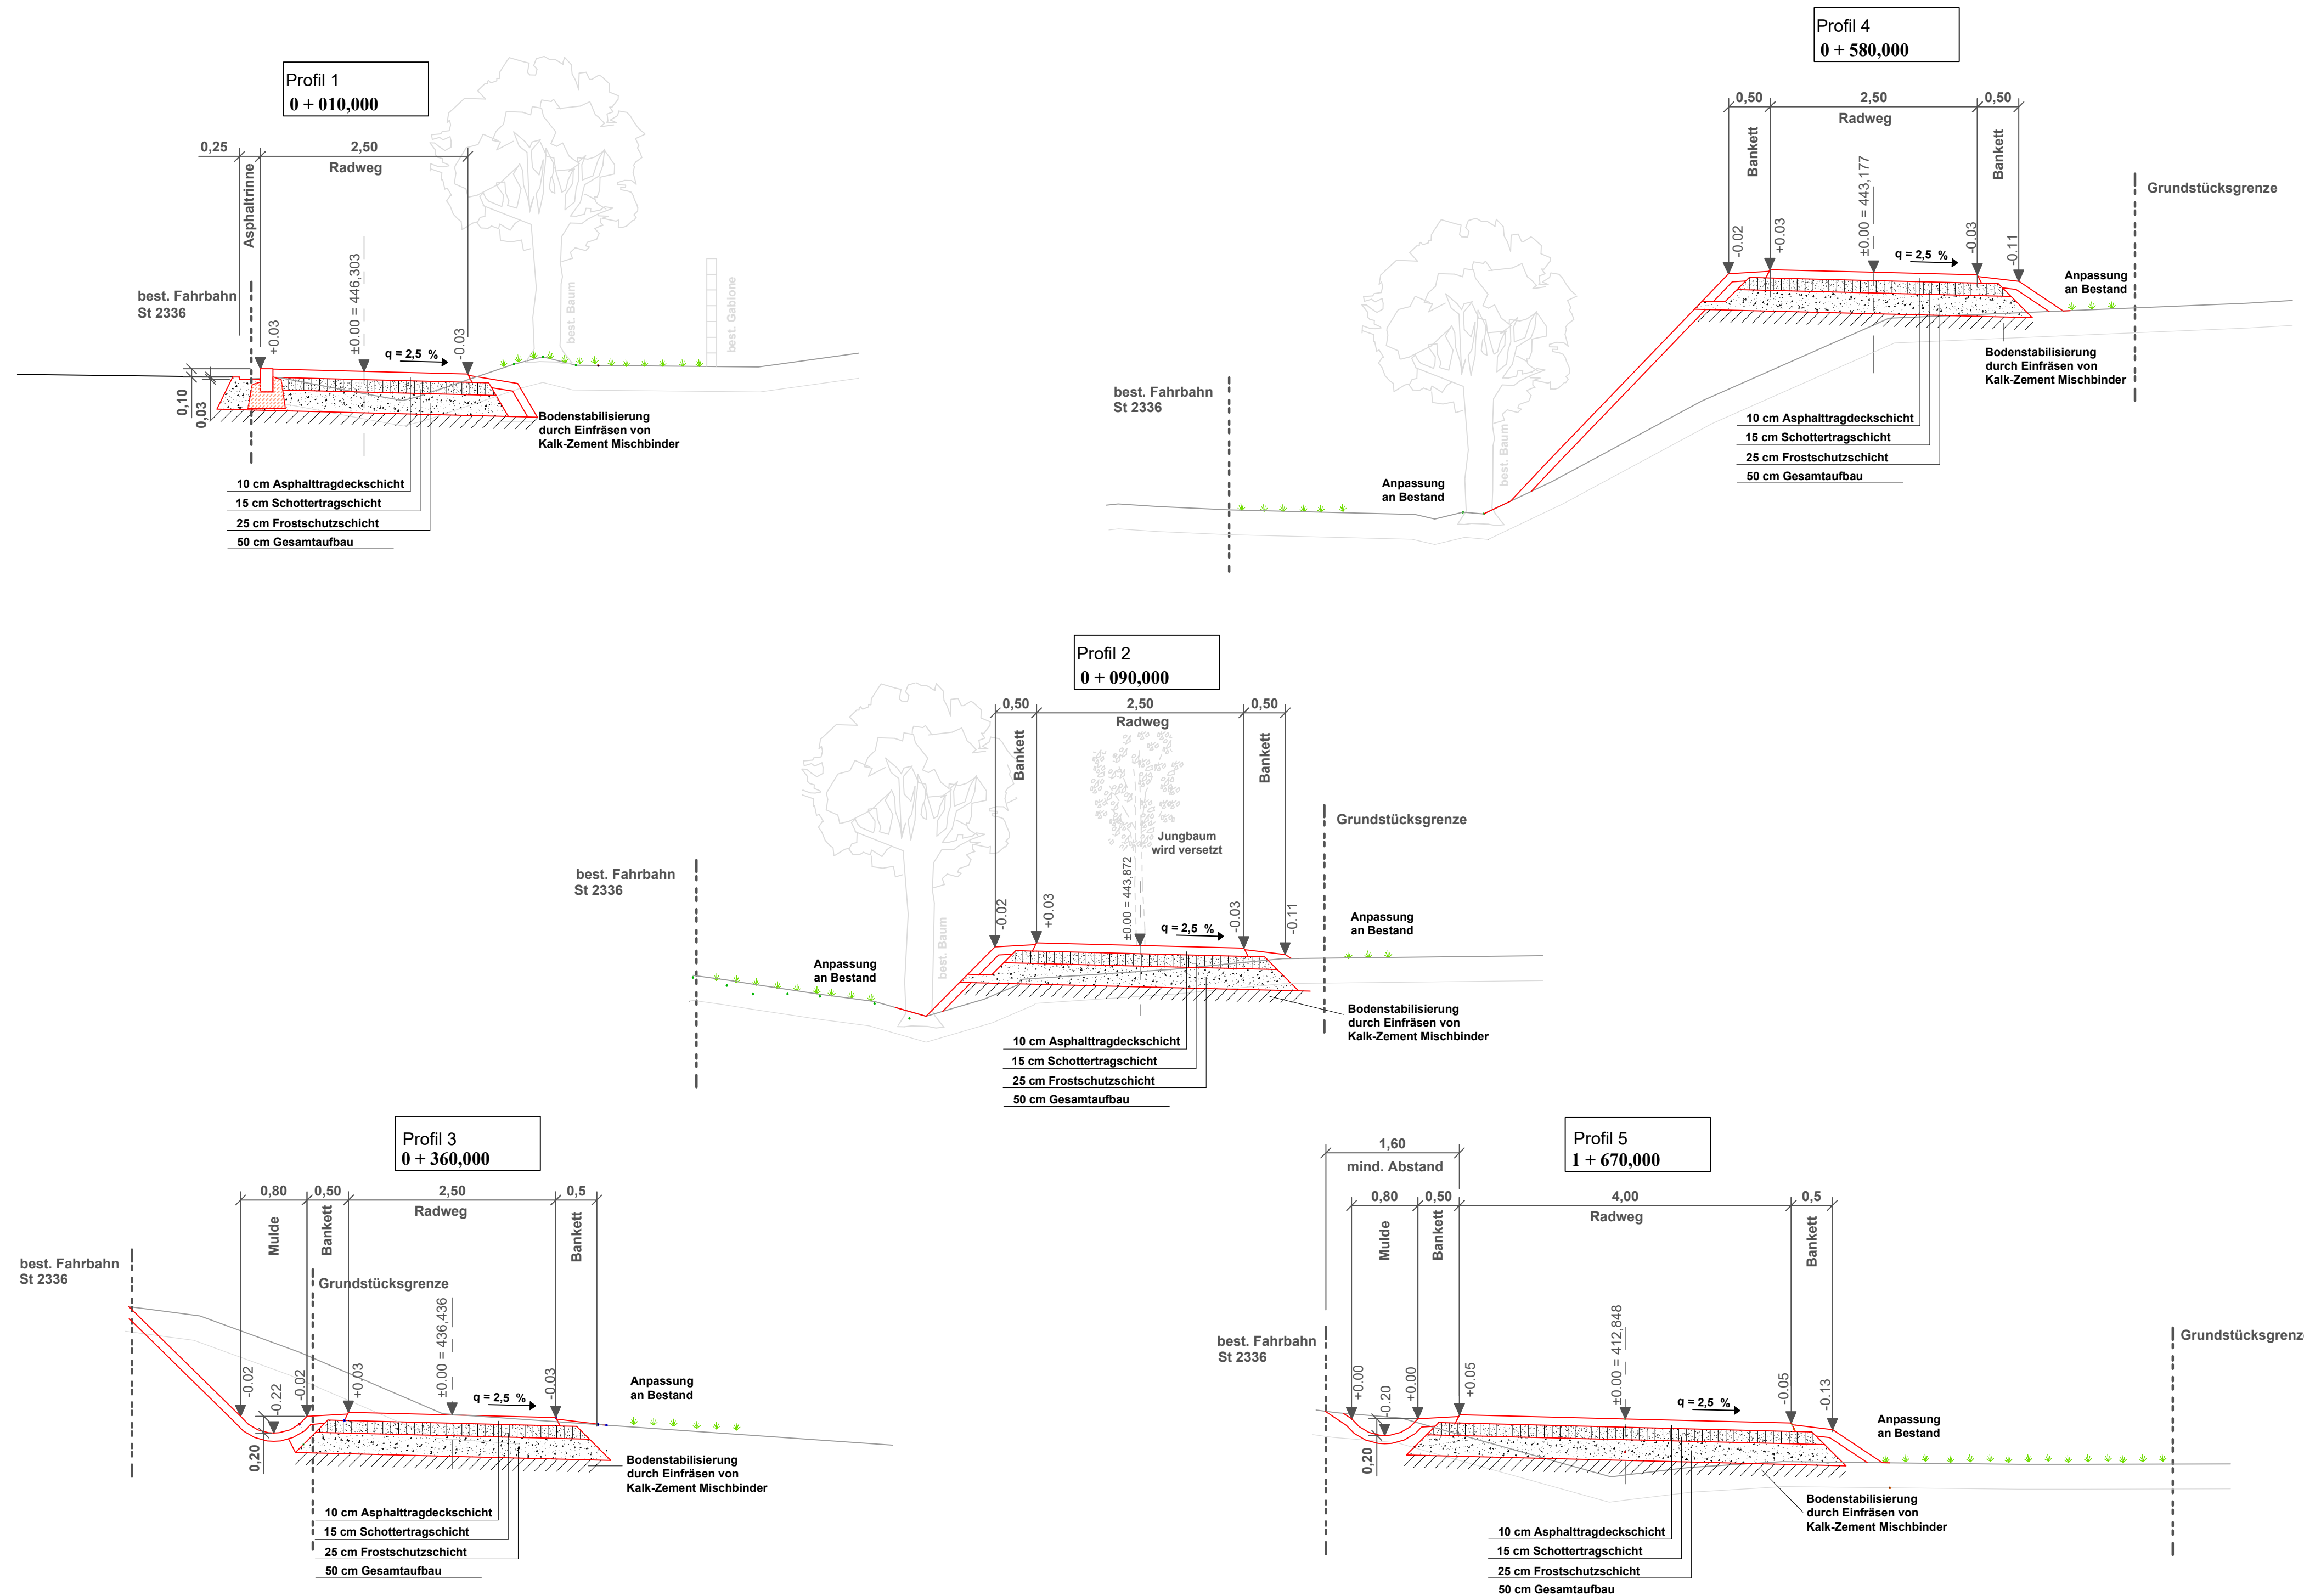 Profil 1
0 + 010,000
0,25
2,50
Radweg
Asphaltrinne
best. Fahrbahn
St 2336
+0.03
±0.00 = 446,303
q = 2,5 %
-0.03
best. Baum
best. Gabione
0,10
0,03
Bodenstabilisierung
durch Einfräsen von
Kalk-Zement Mischbinder
10 cm Asphalttragdeckschicht
15 cm Schottertragschicht
25 cm Frostschutzschicht
50 cm Gesamtaufbau
Profil 4
0 + 580,000
0,50
2,50
0,50
Radweg
Bankett
Bankett
-0.02
+0.03
±0.00 = 443,177
q = 2,5 %
-0.03
-0.11
Grundstücksgrenze
Anpassung
an Bestand
Bodenstabilisierung
durch Einfräsen von
Kalk-Zement Mischbinder
best. Fahrbahn
St 2336
best. Baum
Anpassung
an Bestand
10 cm Asphalttragdeckschicht
15 cm Schottertragschicht
25 cm Frostschutzschicht
50 cm Gesamtaufbau
Profil 2
0 + 090,000
0,50
2,50
0,50
Radweg
Bankett
Bankett
Jungbaum
wird versetzt
Grundstücksgrenze
best. Fahrbahn
St 2336
-0.02
+0.03
±0.00 = 443,872
q = 2,5 %
-0.03
-0.11
Anpassung
an Bestand
best. Baum
Anpassung
an Bestand
Bodenstabilisierung
durch Einfräsen von
Kalk-Zement Mischbinder
10 cm Asphalttragdeckschicht
15 cm Schottertragschicht
25 cm Frostschutzschicht
50 cm Gesamtaufbau
Profil 3
0 + 360,000
0,80
0,50
2,50
0,5
Radweg
Mulde
Bankett
Bankett
best. Fahrbahn
St 2336
Grundstücksgrenze
-0.02
-0.22
-0.02
+0.03
±0.00 = 436,436
q = 2,5 %
-0.03
Anpassung
an Bestand
0,20
Bodenstabilisierung
durch Einfräsen von
Kalk-Zement Mischbinder
10 cm Asphalttragdeckschicht
15 cm Schottertragschicht
25 cm Frostschutzschicht
50 cm Gesamtaufbau
Profil 5
1 + 670,000
1,60
mind. Abstand
0,80
0,50
4,00
0,5
Radweg
Mulde
Bankett
Bankett
best. Fahrbahn
St 2336
Grundstücksgrenz
+0.00
-0.20
+0.00
+0.05
±0.00 = 412,848
q = 2,5 %
-0.05
-0.13
Anpassung
an Bestand
0,20
Bodenstabilisierung
durch Einfräsen von
Kalk-Zement Mischbinder
10 cm Asphalttragdeckschicht
15 cm Schottertragschicht
25 cm Frostschutzschicht
50 cm Gesamtaufbau